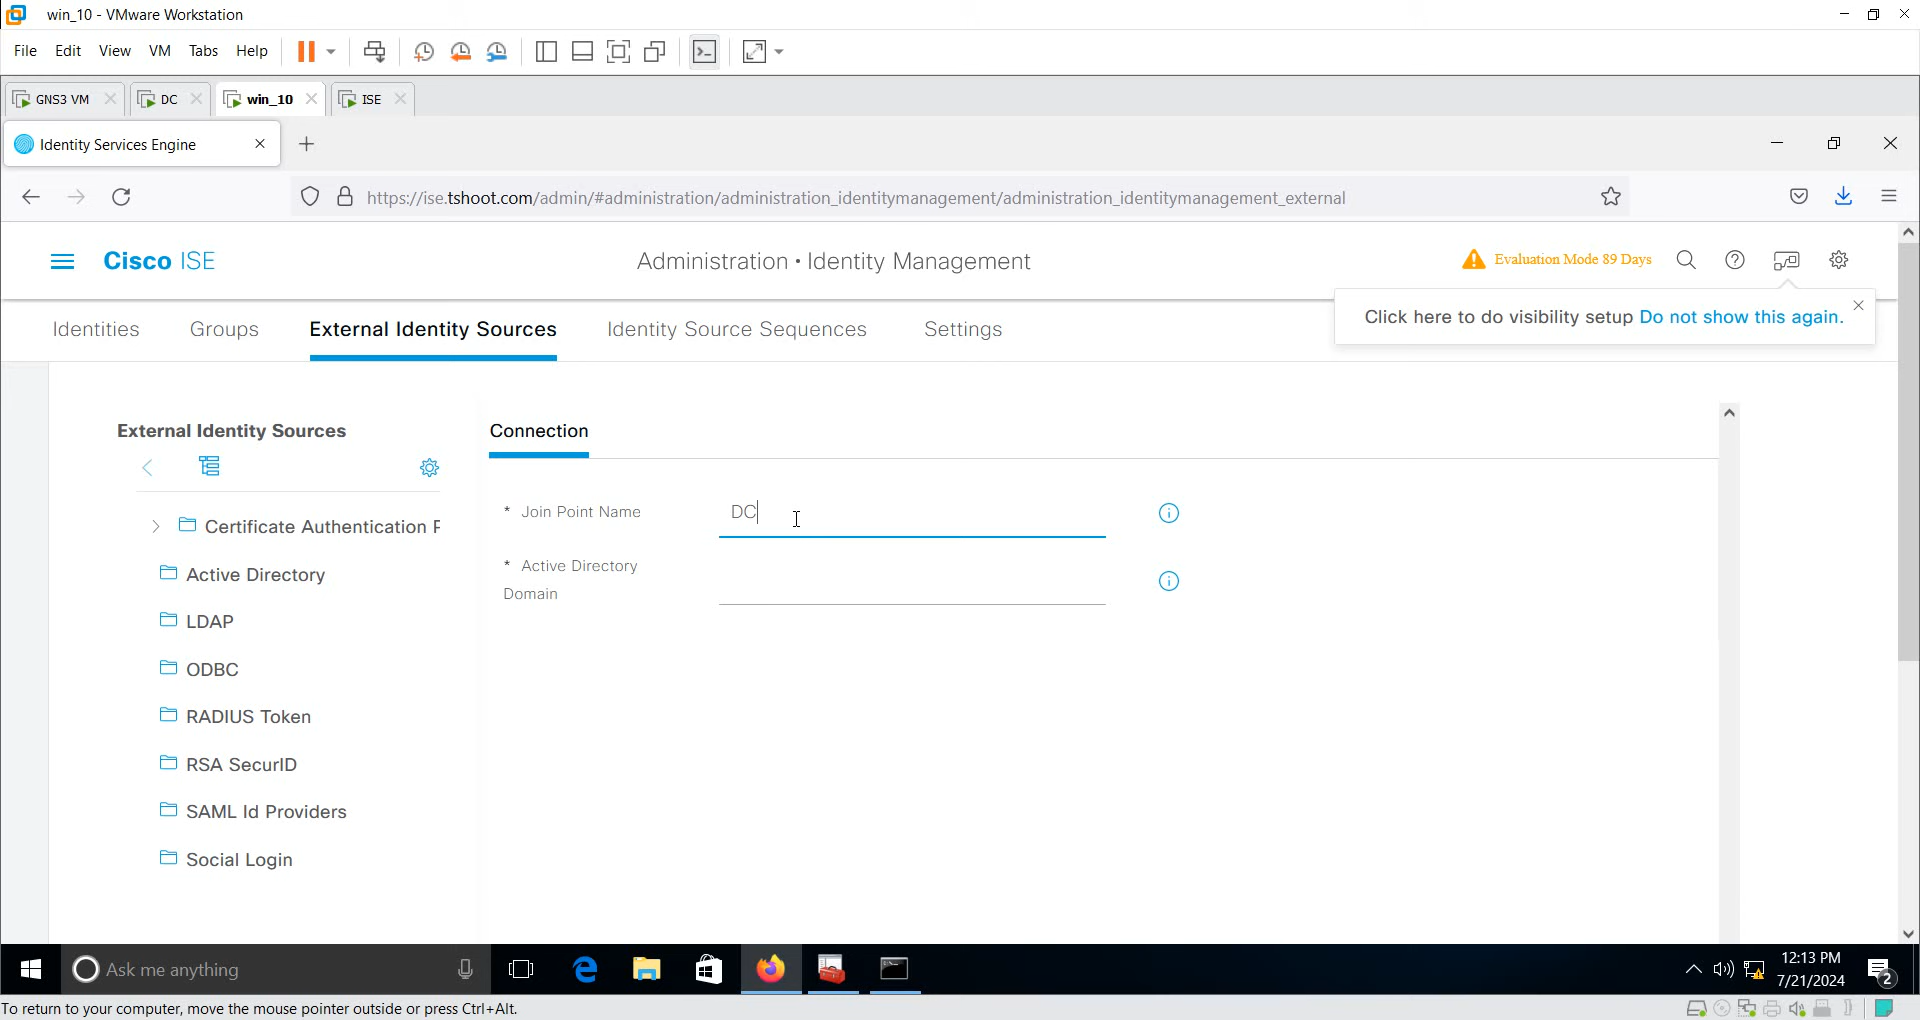 win_10 - VMware Workstation
File Edit View VM Tabs Help
GNS3 VM DC win_10 ISE
Identity Services Engine
https://ise.tshoot.com/admin/#administration/administration_identitymanagement/administration_identitymanagement_external
Cisco ISE
Administration • Identity Management
Evaluation Mode 89 Days
Identities Groups External Identity Sources Identity Source Sequences Settings
Click here to do visibility setup Do not show this again.
External Identity Sources
Connection
* Join Point Name DC
Certificate Authentication F
* Active Directory
Domain
Active Directory
LDAP
ODBC
RADIUS Token
RSA SecurID
SAML Id Providers
Social Login
Ask me anything
12:13 PM
7/21/2024
2
To return to your computer, move the mouse pointer outside or press Ctrl+Alt.